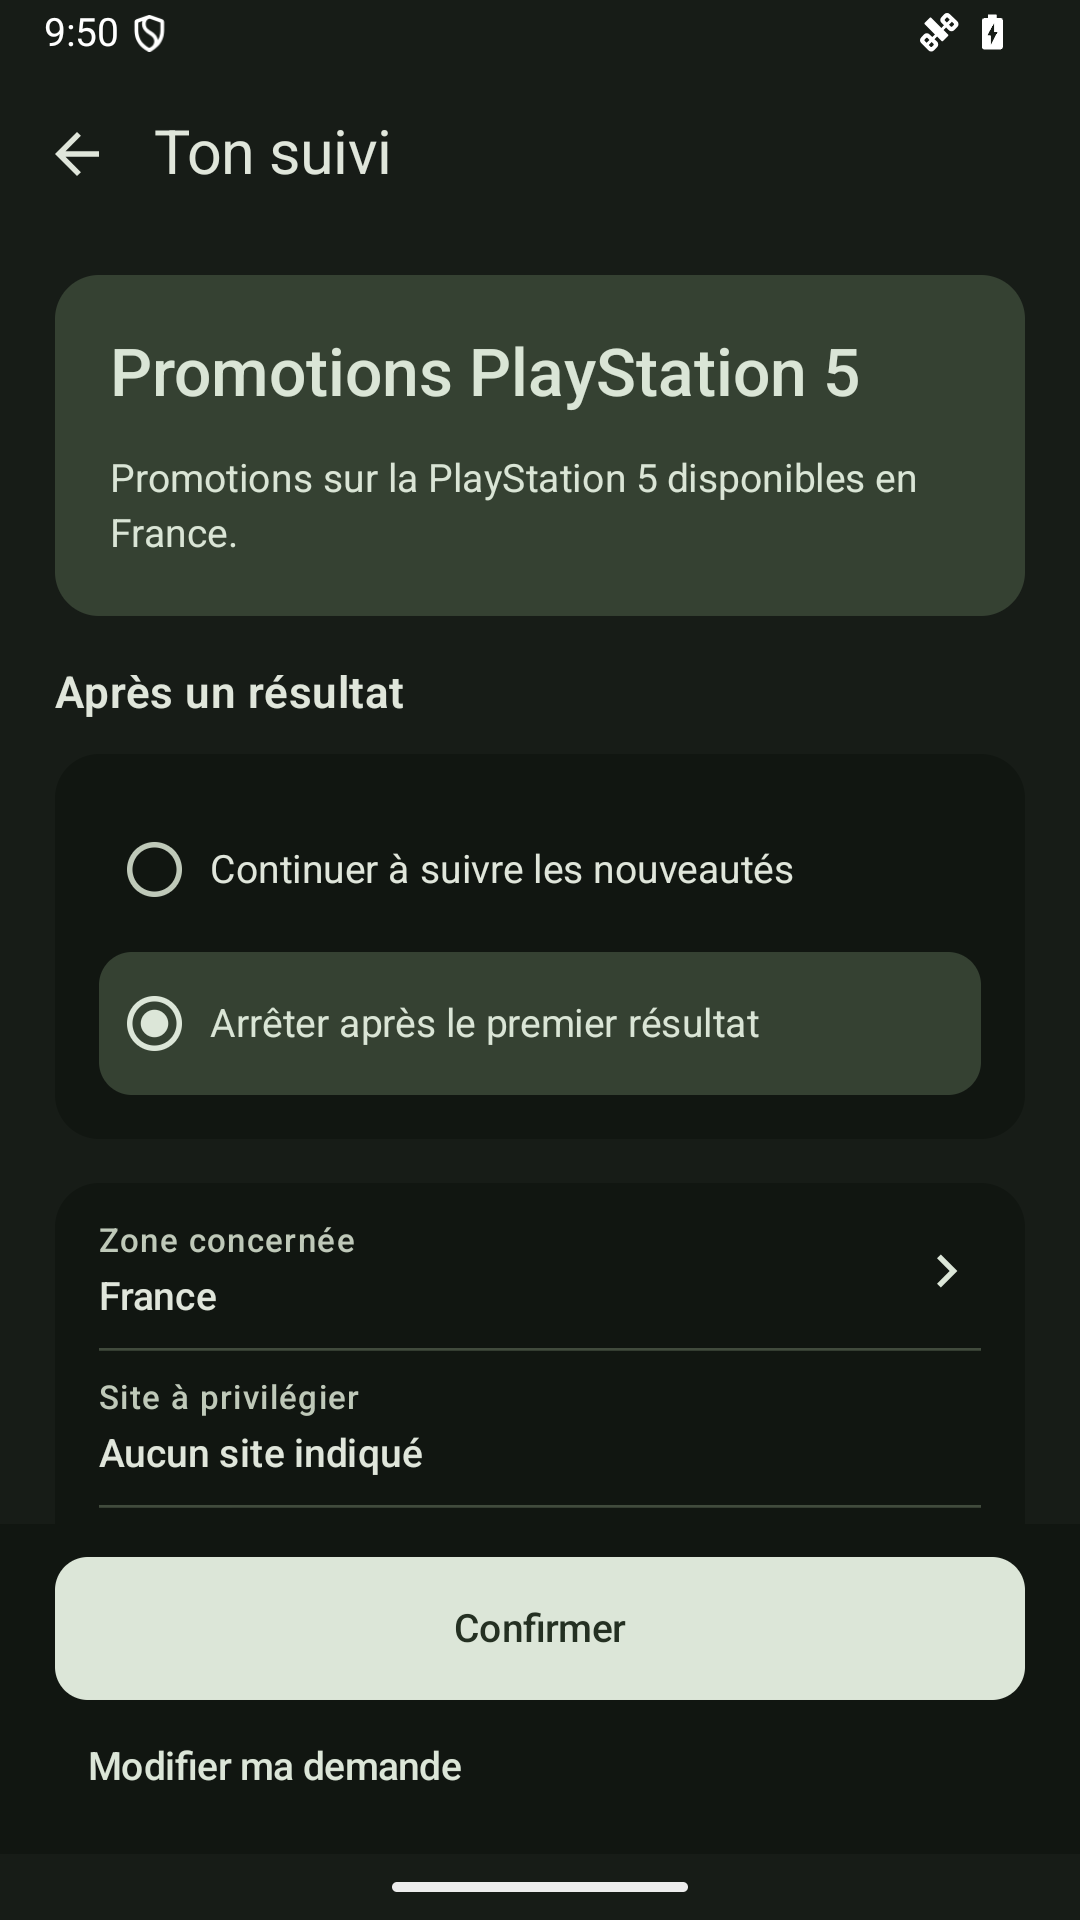 9:50
Ton suivi
Promotions PlayStation 5
Promotions sur la PlayStation 5 disponibles en
France.
Après un résultat
Continuer à suivre les nouveautés
Arrêter après le premier résultat
Zone concernée
France
Site à privilégier
Aucun site indiqué
Confirmer
Modifier ma demande